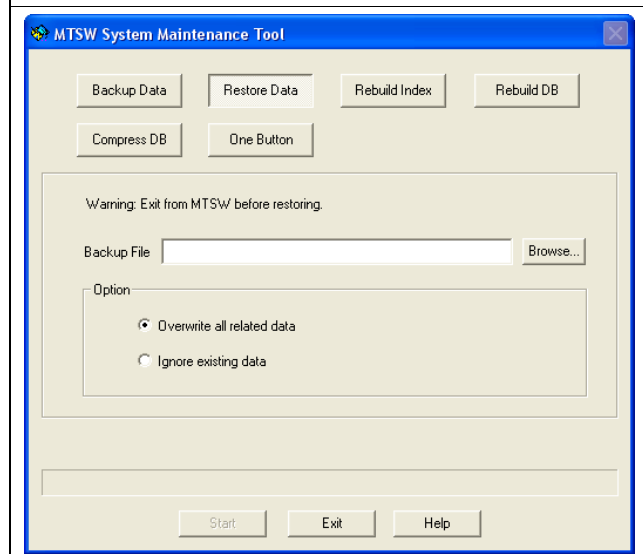 MTSW System Maintenance Tool
Backup Data Restore Data Rebuild Index Rebuild DB
Compress DB One Button
Warning: Exit from MTSW before restoring.
Backup File Browse...
Option
Overwrite all related data
Ignore existing data
Start Exit Help